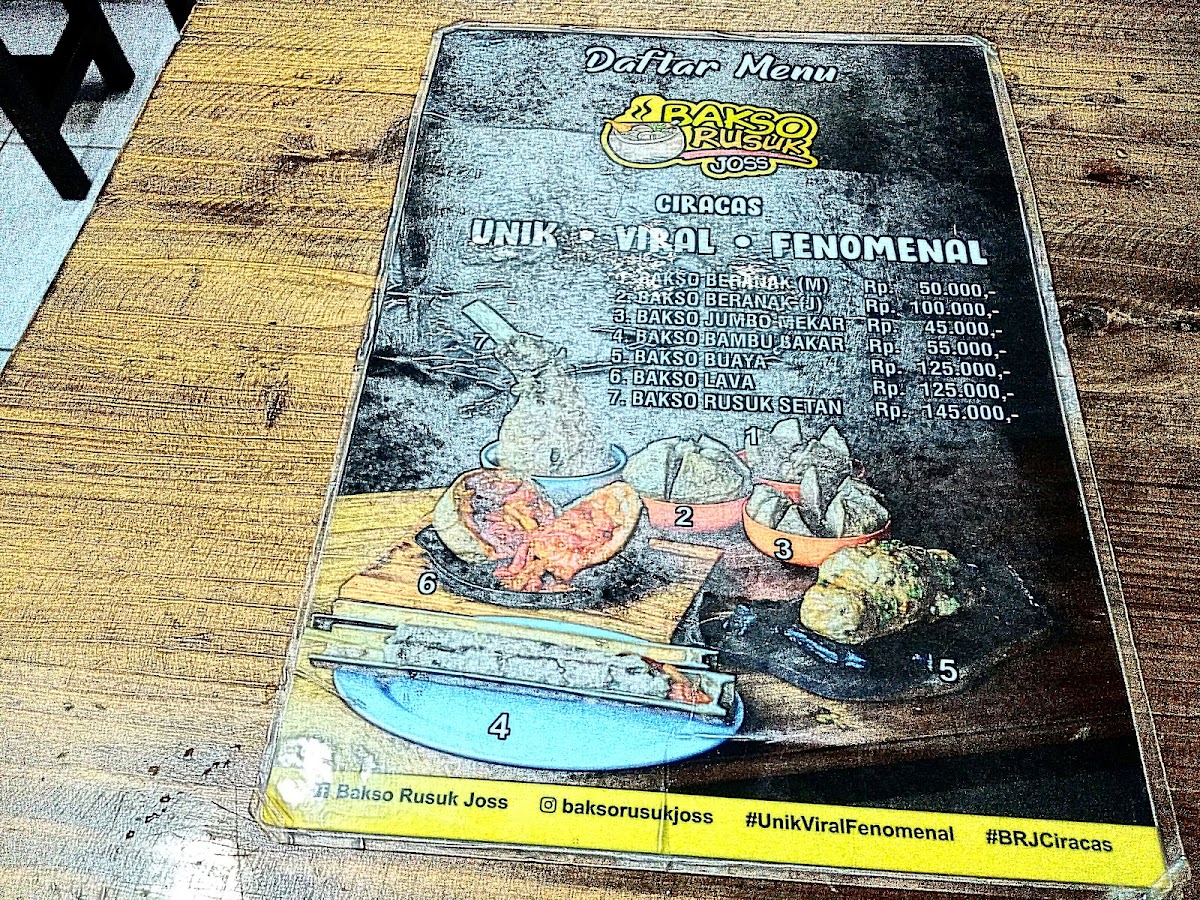 Daftar Menu
BAKSO
RUSUK
JOSS
CIRACAS
UNIK • VIRAL • FENOMENAL
1. BAKSO BERANAK (M) Rp. 50.000,-
2. BAKSO BERANAK (J) Rp. 100.000,-
3. BAKSO JUMBO MEKAR Rp. 45.000,-
4. BAKSO BAMBU BAKAR Rp. 55.000,-
5. BAKSO BUAYA Rp. 125.000,-
6. BAKSO LAVA Rp. 125.000,-
7. BAKSO RUSUK SETAN Rp. 145.000,-
7
1
2
3
6
5
4
Bakso Rusuk Joss baksorusukjoss #UnikViralFenomenal #BRJCiracas